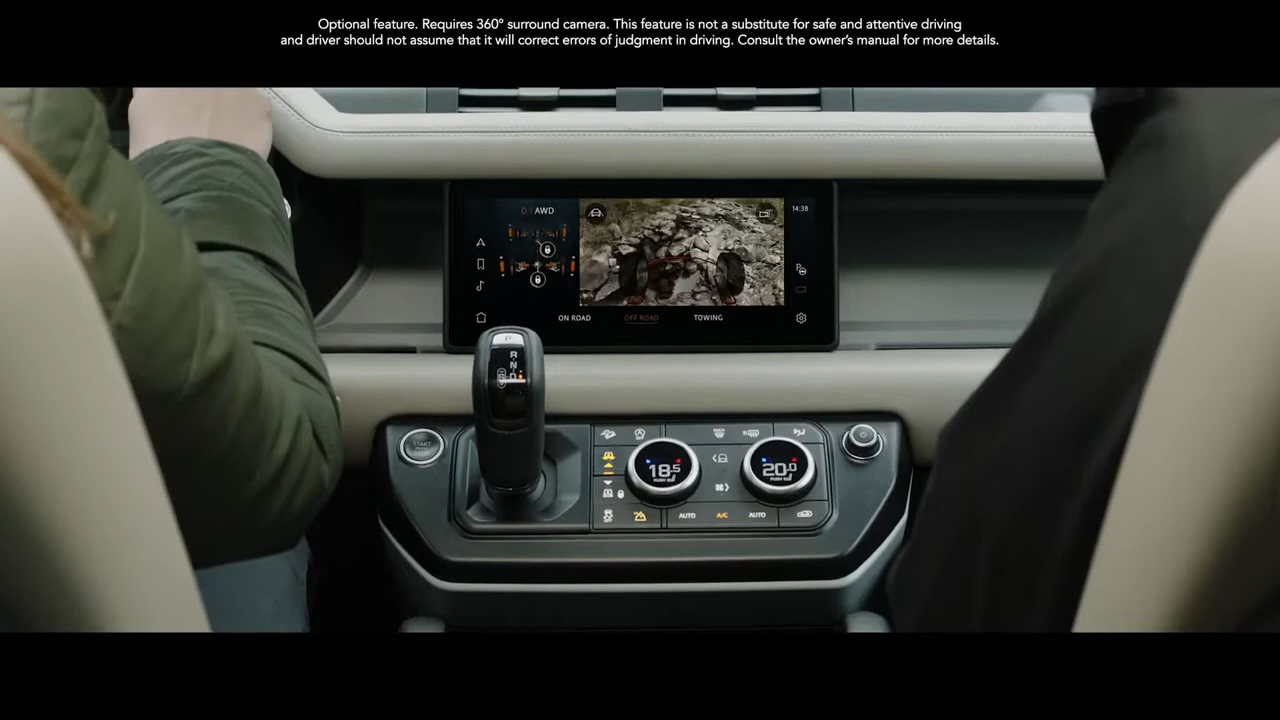 Optional feature. Requires 360° surround camera. This feature is not a substitute for safe and attentive driving
and driver should not assume that it will correct errors of judgment in driving. Consult the owner's manual for more details.
AWD
14:38
ON ROAD
OFF ROAD
TOWING
P
R
N
D
START
MAX
18.5
20.0
AUTO
A/C
AUTO